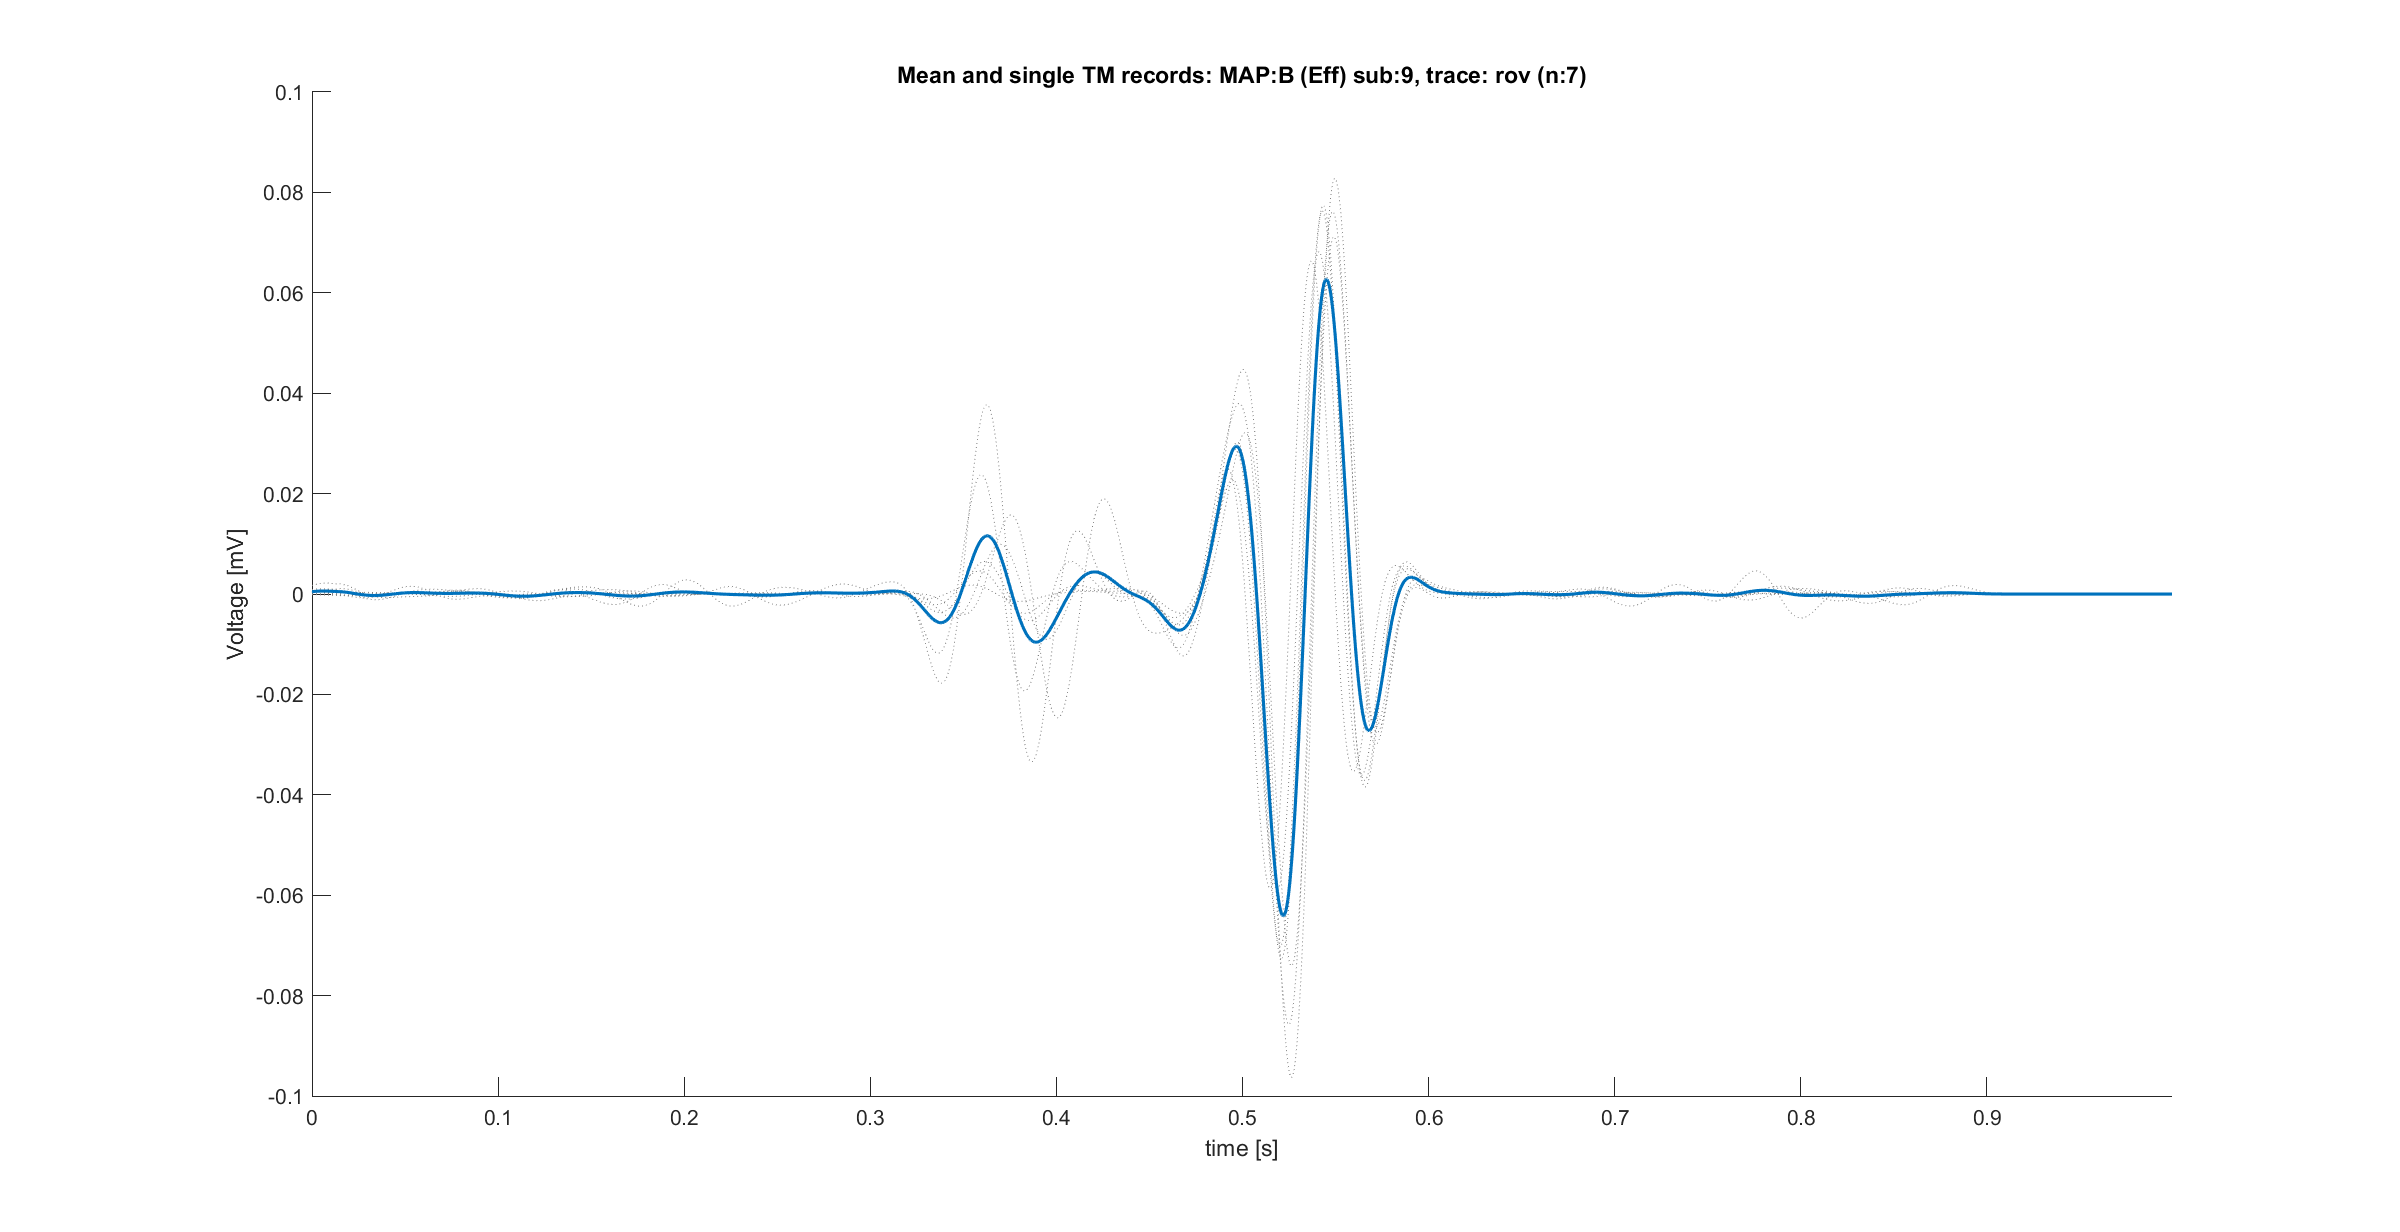 Mean and single TM records: MAP:B (Eff) sub:9, trace: rov (n:7)
0.1
0.08
0.06
0.04
0.02
0
-0.02
-0.04
-0.06
-0.08
-0.1
Voltage [mV]
0 0.1 0.2 0.3 0.4 0.5 0.6 0.7 0.8 0.9
time [s]